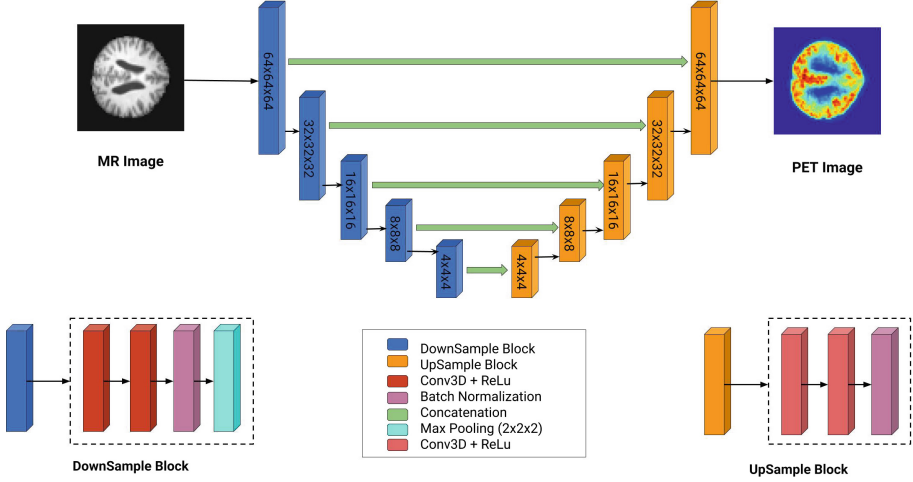 64x64x64
32x32x32
16x16x16
8x8x8
4x4x4
4x4x4
8x8x8
16x16x16
32x32x32
64x64x64
MR Image
PET Image
DownSample Block
UpSample Block
Conv3D + ReLu
Batch Normalization
Concatenation
Max Pooling (2x2x2)
Conv3D + ReLu
DownSample Block
UpSample Block